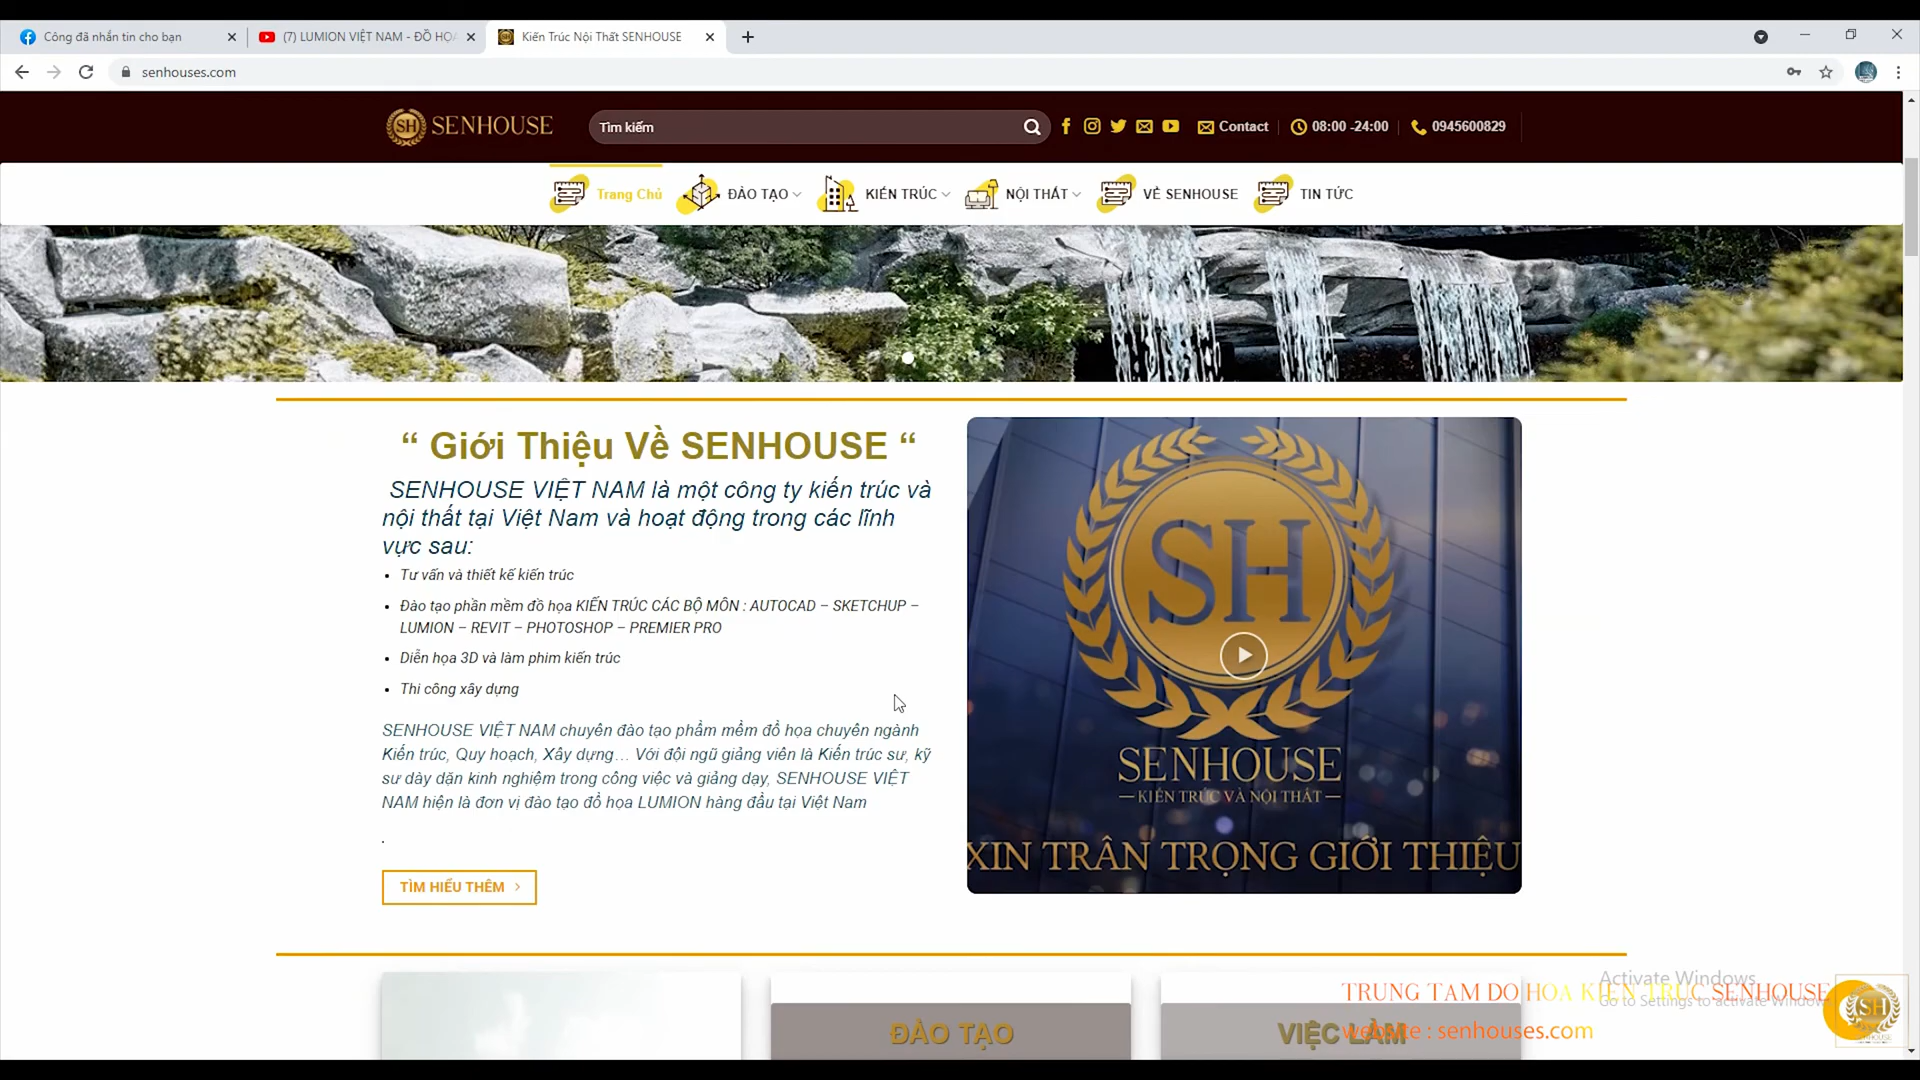 Công đã nhắn tin cho bạn
(7) LUMION VIỆT NAM - ĐỒ HỌA
Kiến Trúc Nội Thất SENHOUSE
senhouses.com
SH SENHOUSE
Tìm kiếm
Contact
08:00 -24:00
0945600829
Trang Chủ
ĐÀO TẠO
KIẾN TRÚC
NỘI THẤT
VỀ SENHOUSE
TIN TỨC
“ Giới Thiệu Về SENHOUSE “
SENHOUSE VIỆT NAM là một công ty kiến trúc và
nội thất tại Việt Nam và hoạt động trong các lĩnh
vực sau:
Tư vấn và thiết kế kiến trúc
Đào tạo phần mềm đồ họa KIẾN TRÚC CÁC BỘ MÔN : AUTOCAD – SKETCHUP –
LUMION – REVIT – PHOTOSHOP – PREMIER PRO
Diễn họa 3D và làm phim kiến trúc
Thi công xây dựng
SENHOUSE VIỆT NAM chuyên đào tạo phầm mềm đồ họa chuyên ngành
Kiến trúc, Quy hoạch, Xây dựng… Với đội ngũ giảng viên là Kiến trúc sư, kỹ
sư dày dặn kinh nghiệm trong công việc và giảng dạy, SENHOUSE VIỆT
NAM hiện là đơn vị đào tạo đồ họa LUMION hàng đầu tại Việt Nam
.
TÌM HIỂU THÊM
SH
SENHOUSE
KIẾN TRÚC VÀ NỘI THẤT
XIN TRÂN TRỌNG GIỚI THIỆU
ĐÀO TẠO
VIỆC LÀM
Activate Windows
Go to Settings to activate Windows
TRUNG TAM DO HOA KIEN TRUC SENHOUSE
website : senhouses.com
SH